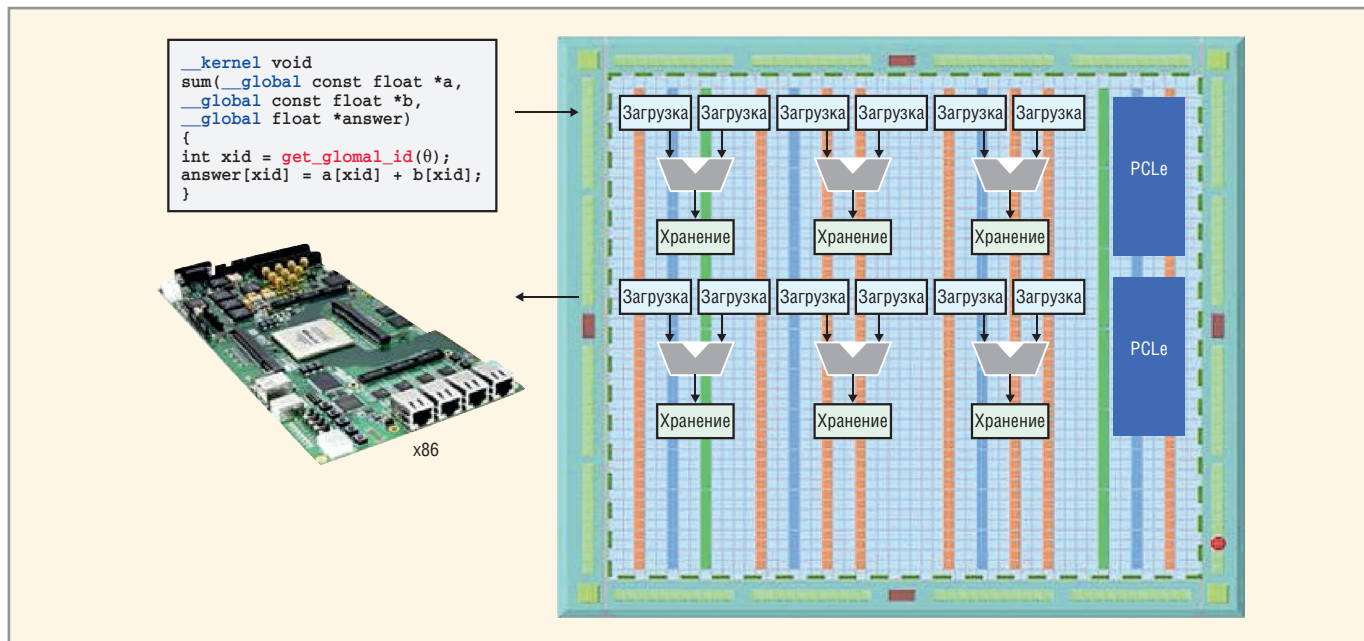 __kernel void
sum(__global const float *a,
__global const float *b,
__global float *answer)
{
int xid = get_glomal_id(θ);
answer[xid] = a[xid] + b[xid];
}
Загрузка Загрузка Загрузка Загрузка Загрузка Загрузка
PCLe
Хранение Хранение Хранение
Загрузка Загрузка Загрузка Загрузка Загрузка Загрузка
PCLe
Хранение Хранение Хранение
x86